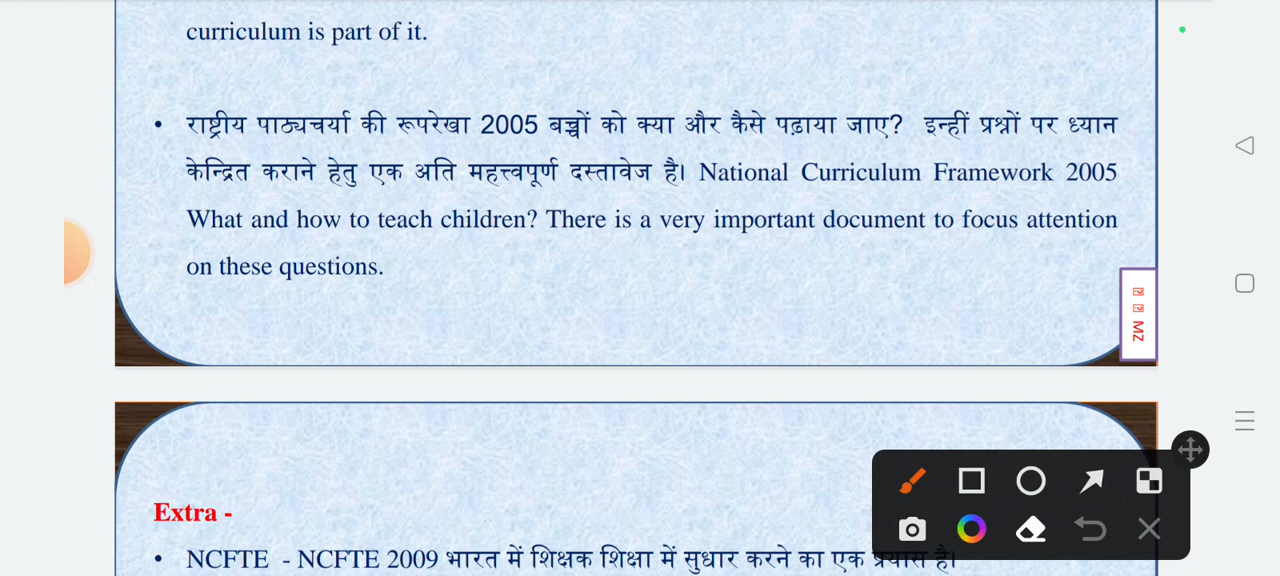 curriculum is part of it.
• राष्ट्रीय पाठ्यचर्या की रूपरेखा 2005 बच्चों को क्या और कैसे पढ़ाया जाए? इन्हीं प्रश्नों पर ध्यान
केन्द्रित कराने हेतु एक अति महत्त्वपूर्ण दस्तावेज है। National Curriculum Framework 2005
What and how to teach children? There is a very important document to focus attention
on these questions.
MZ
Extra -
• NCFTE - NCFTE 2009 भारत में शिक्षक शिक्षा में सुधार करने का एक प्रयास है।